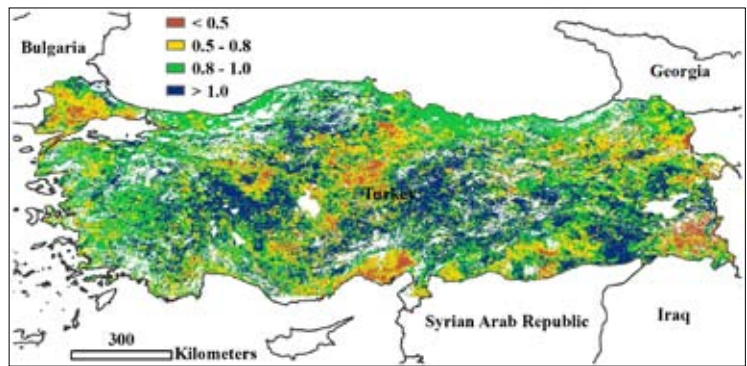 < 0.5
0.5 - 0.8
0.8 - 1.0
> 1.0
Bulgaria
Georgia
Turkey
Syrian Arab Republic
Iraq
300
Kilometers